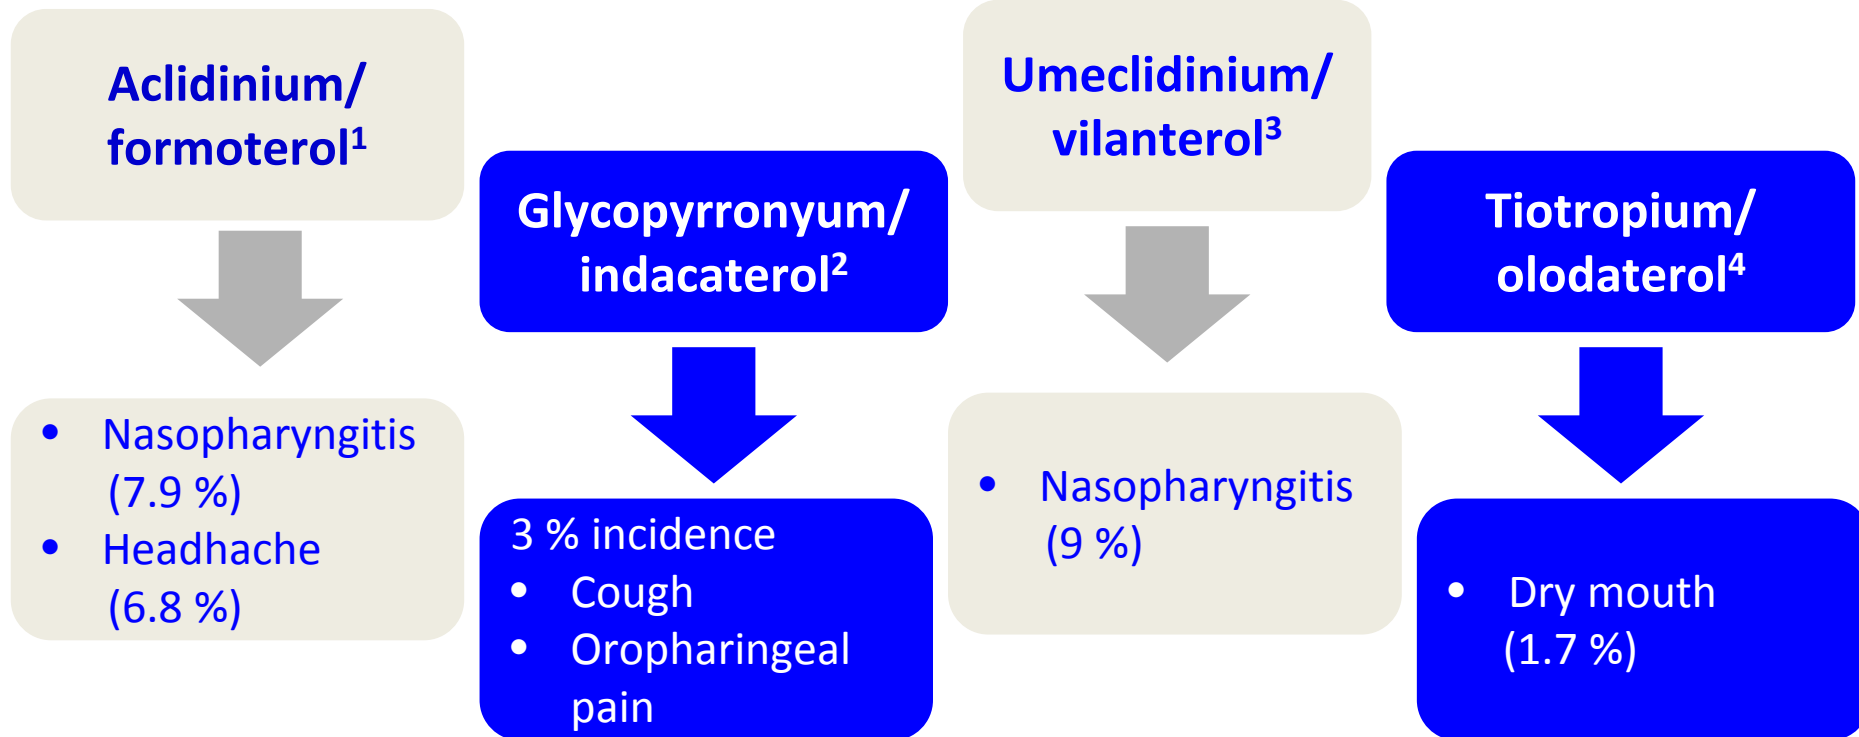 Aclidinium/
formoterol¹
Glycopyrronyum/
indacaterol²
Umeclidinium/
vilanterol³
Tiotropium/
olodaterol⁴
• Nasopharyngitis
(7.9 %)
• Headhache
(6.8 %)
3 % incidence
• Cough
• Oropharingeal
pain
• Nasopharyngitis
(9 %)
• Dry mouth
(1.7 %)